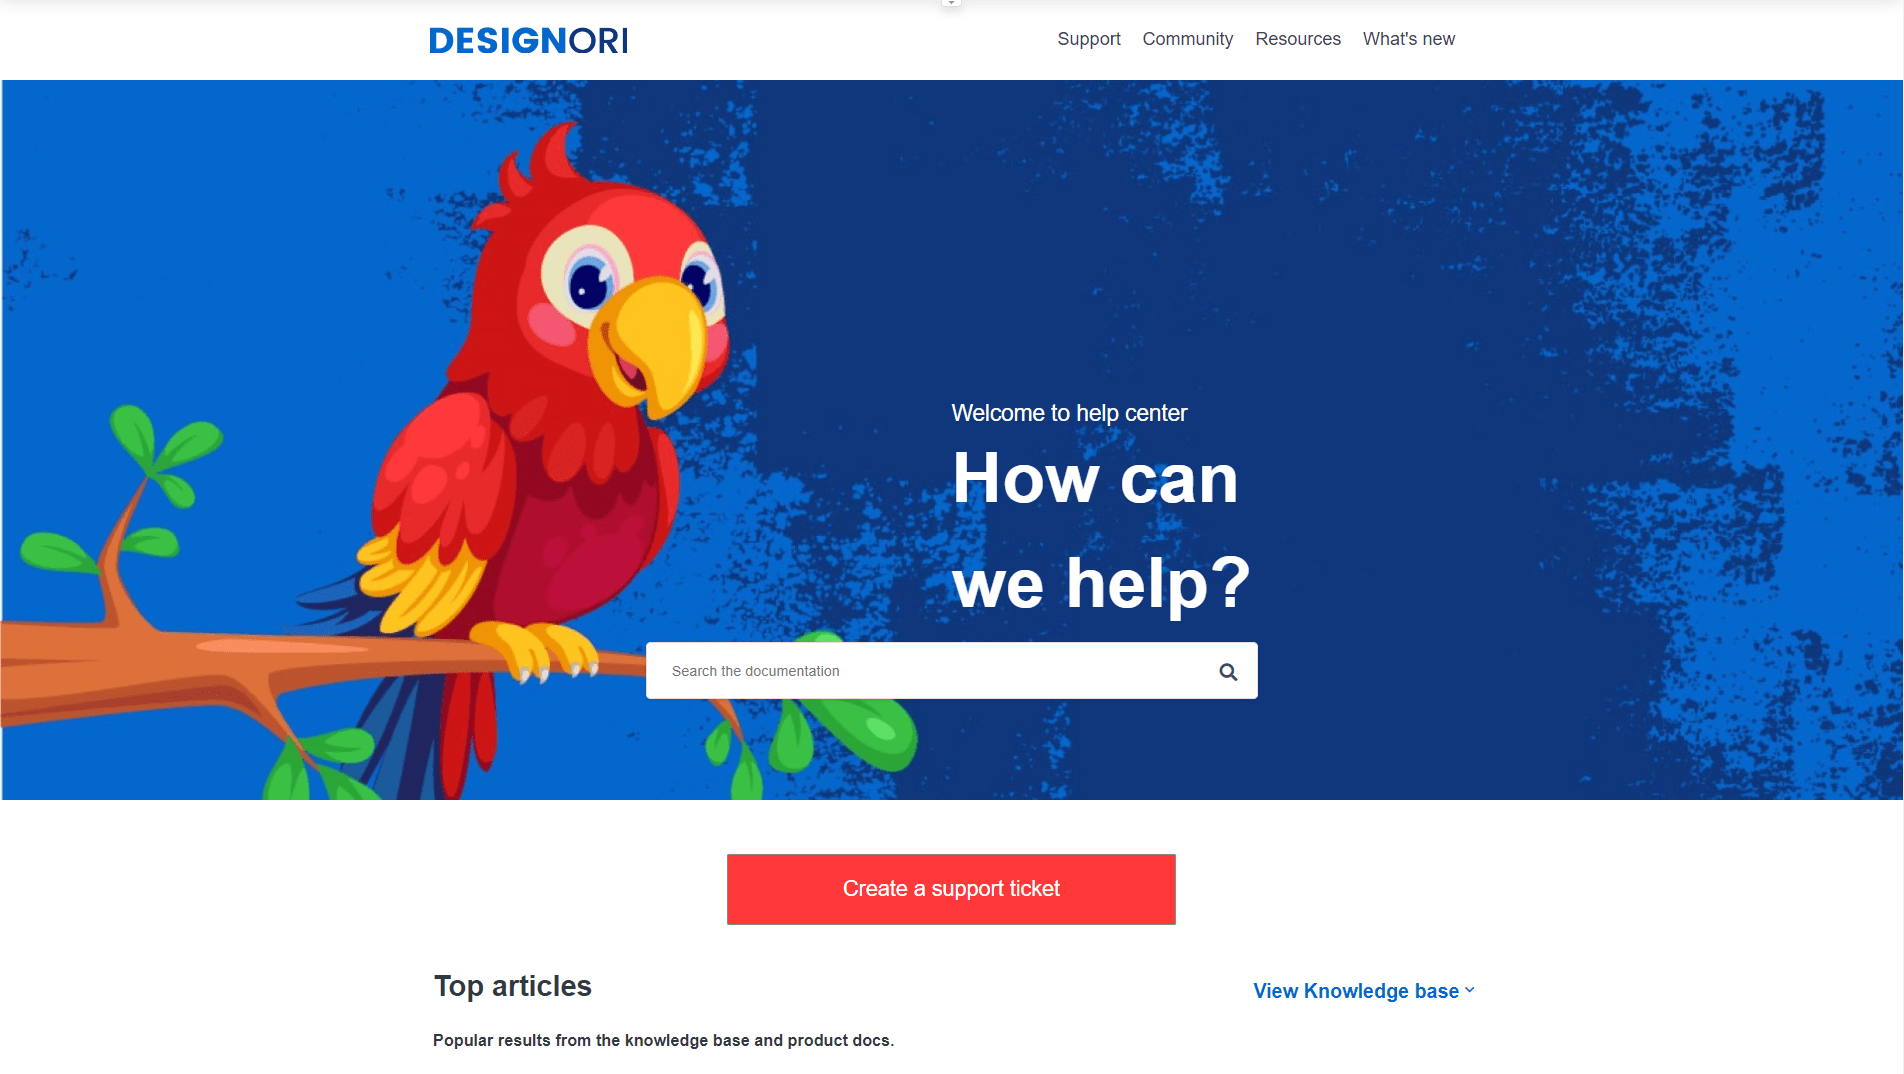 DESIGNORI
Support Community Resources What's new
Welcome to help center
How can
we help?
Search the documentation
Create a support ticket
Top articles
View Knowledge base
Popular results from the knowledge base and product docs.